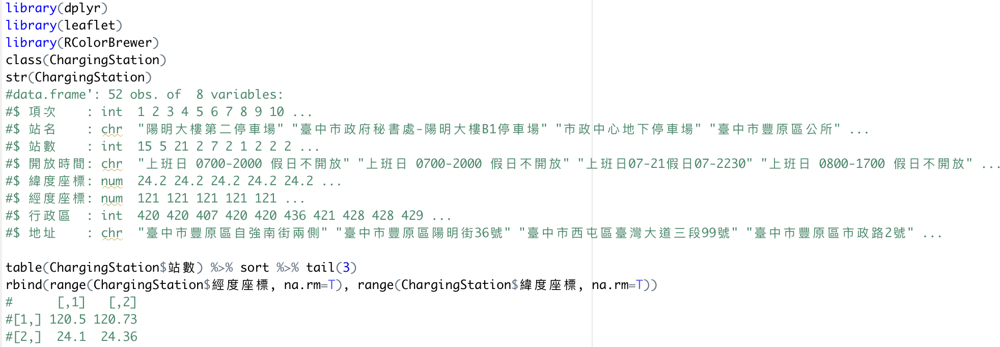 library(dplyr)
library(leaflet)
library(RColorBrewer)
class(ChargingStation)
str(ChargingStation)
#data.frame': 52 obs. of  8 variables:
#$ 項次    : int  1 2 3 4 5 6 7 8 9 10 ...
#$ 站名    : chr  "陽明大樓第二停車場" "臺中市政府秘書處-陽明大樓B1停車場" "市政中心地下停車場" "臺中市豐原區公所" ...
#$ 站數    : int  15 5 21 2 7 2 1 2 2 2 ...
#$ 開放時間: chr  "上班日 0700-2000 假日不開放" "上班日 0700-2000 假日不開放" "上班日07-21假日07-2230" "上班日 0800-1700 假日不開放" ...
#$ 緯度座標: num  24.2 24.2 24.2 24.2 24.2 ...
#$ 經度座標: num  121 121 121 121 121 ...
#$ 行政區  : int  420 420 407 420 420 436 421 428 428 429 ...
#$ 地址    : chr  "臺中市豐原區自強南街兩側" "臺中市豐原區陽明街36號" "臺中市西屯區臺灣大道三段99號" "臺中市豐原區市政路2號" ...
table(ChargingStation$站數) %>% sort %>% tail(3)
rbind(range(ChargingStation$經度座標, na.rm=T), range(ChargingStation$緯度座標, na.rm=T))
#      [,1]   [,2]
#[1,] 120.5 120.73
#[2,]  24.1  24.36